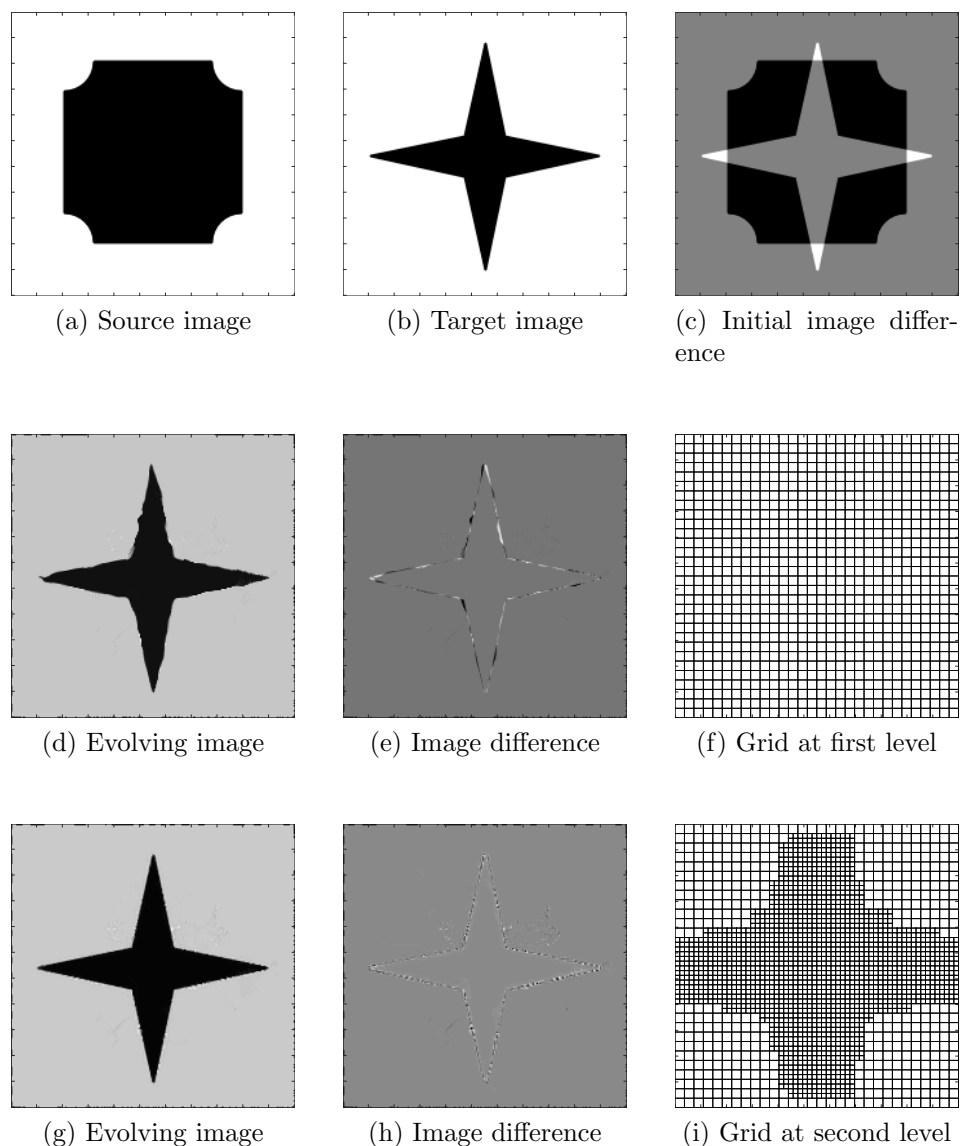 (a) Source image
(b) Target image
(c) Initial image differ-
ence
(d) Evolving image
(e) Image difference
(f) Grid at first level
(g) Evolving image
(h) Image difference
(i) Grid at second level